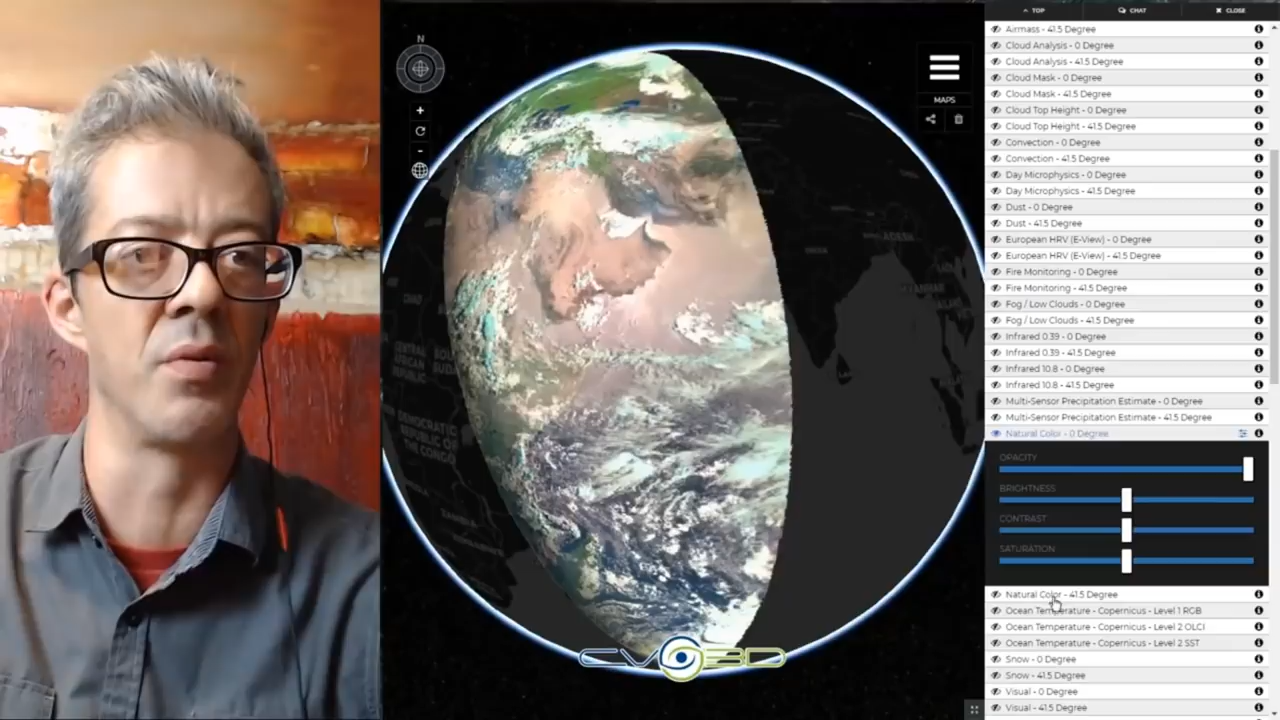 TOP
CHAT
CLOSE
Airmass - 41.5 Degree
Cloud Analysis - 0 Degree
Cloud Analysis - 41.5 Degree
Cloud Mask - 0 Degree
Cloud Mask - 41.5 Degree
Cloud Top Height - 0 Degree
Cloud Top Height - 41.5 Degree
Convection - 0 Degree
Convection - 41.5 Degree
Day Microphysics - 0 Degree
Day Microphysics - 41.5 Degree
Dust - 0 Degree
Dust - 41.5 Degree
European HRV (E-View) - 0 Degree
European HRV (E-View) - 41.5 Degree
Fire Monitoring - 0 Degree
Fire Monitoring - 41.5 Degree
Fog / Low Clouds - 0 Degree
Fog / Low Clouds - 41.5 Degree
Infrared 0.39 - 0 Degree
Infrared 0.39 - 41.5 Degree
Infrared 10.8 - 0 Degree
Infrared 10.8 - 41.5 Degree
Multi-Sensor Precipitation Estimate - 0 Degree
Multi-Sensor Precipitation Estimate - 41.5 Degree
Natural Color - 0 Degree
OPACITY
BRIGHTNESS
CONTRAST
SATURATION
Natural Color - 41.5 Degree
Ocean Temperature - Copernicus - Level 1 RGB
Ocean Temperature - Copernicus - Level 2 OLCI
Ocean Temperature - Copernicus - Level 2 SST
Snow - 0 Degree
Snow - 41.5 Degree
Visual - 0 Degree
Visual - 41.5 Degree
N
MAPS
CENTRAL
AFRICAN
REPUBLIC
DEMOCRATIC
REPUBLIC OF
THE CONGO